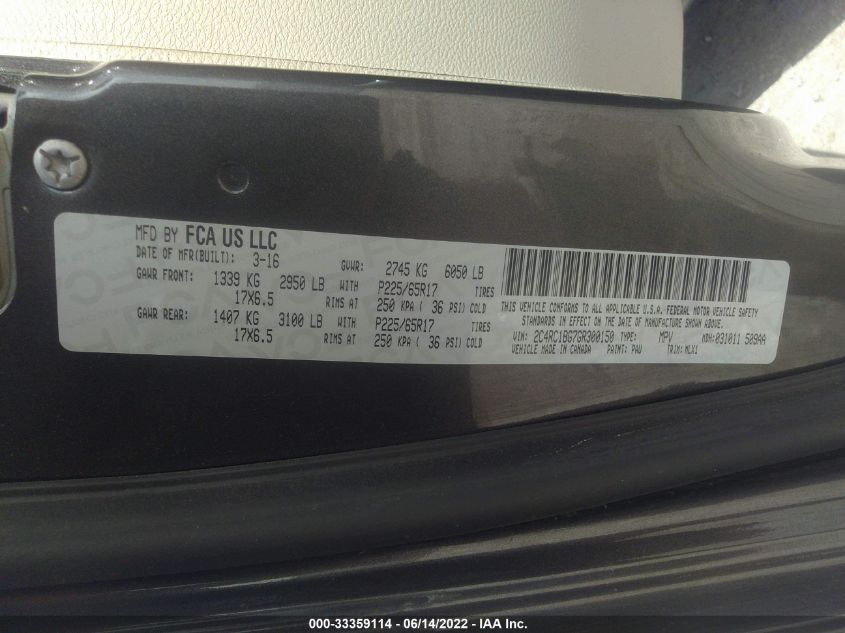 MFD BY FCA US LLC
DATE OF MFR(BUILT): 3-16 GVWR: 2745 KG 6050 LB
GAWR FRONT: 1339 KG 2950 LB WITH P225/65R17 TIRES
17X6.5 RIMS AT 250 KPA ( 36 PSI) COLD
GAWR REAR: 1407 KG 3100 LB WITH P225/65R17 TIRES
17X6.5 RIMS AT 250 KPA ( 36 PSI) COLD
THIS VEHICLE CONFORMS TO ALL APPLICABLE U.S.A. FEDERAL MOTOR VEHICLE SAFETY
STANDARDS IN EFFECT ON THE DATE OF MANUFACTURE SHOWN ABOVE.
VIN: 2C4RC1BG7GR300150 TYPE: MPV MDH:031011 509AA
VEHICLE MADE IN CANADA PAINT: PAU TRIM: MLX1
000-33359114 - 06/14/2022 - IAA Inc.